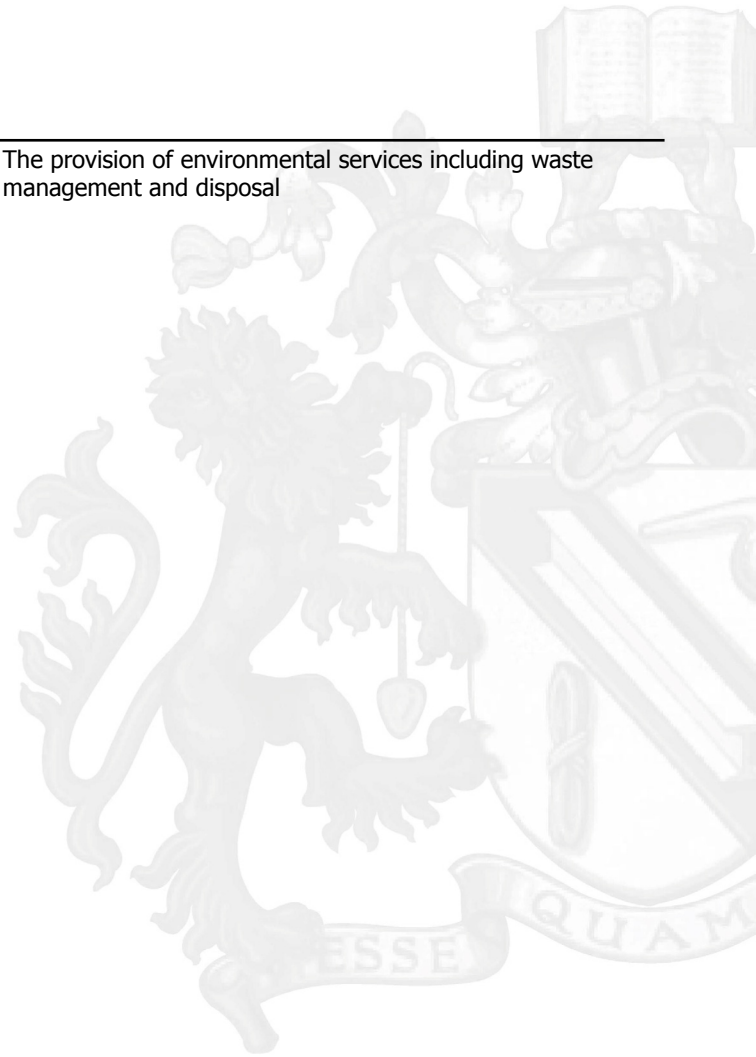 The provision of environmental services including waste
management and disposal
ESSE
QUAM